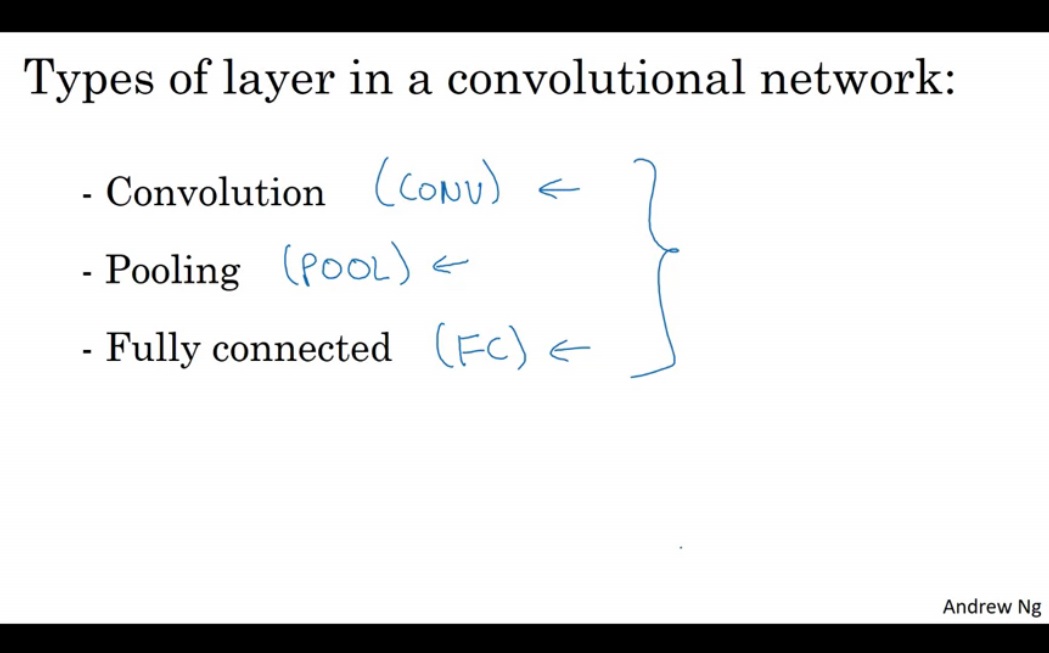 Types of layer in a convolutional network:
- Convolution (CONV) ←
- Pooling (POOL) ←
- Fully connected (FC) ←
Andrew Ng